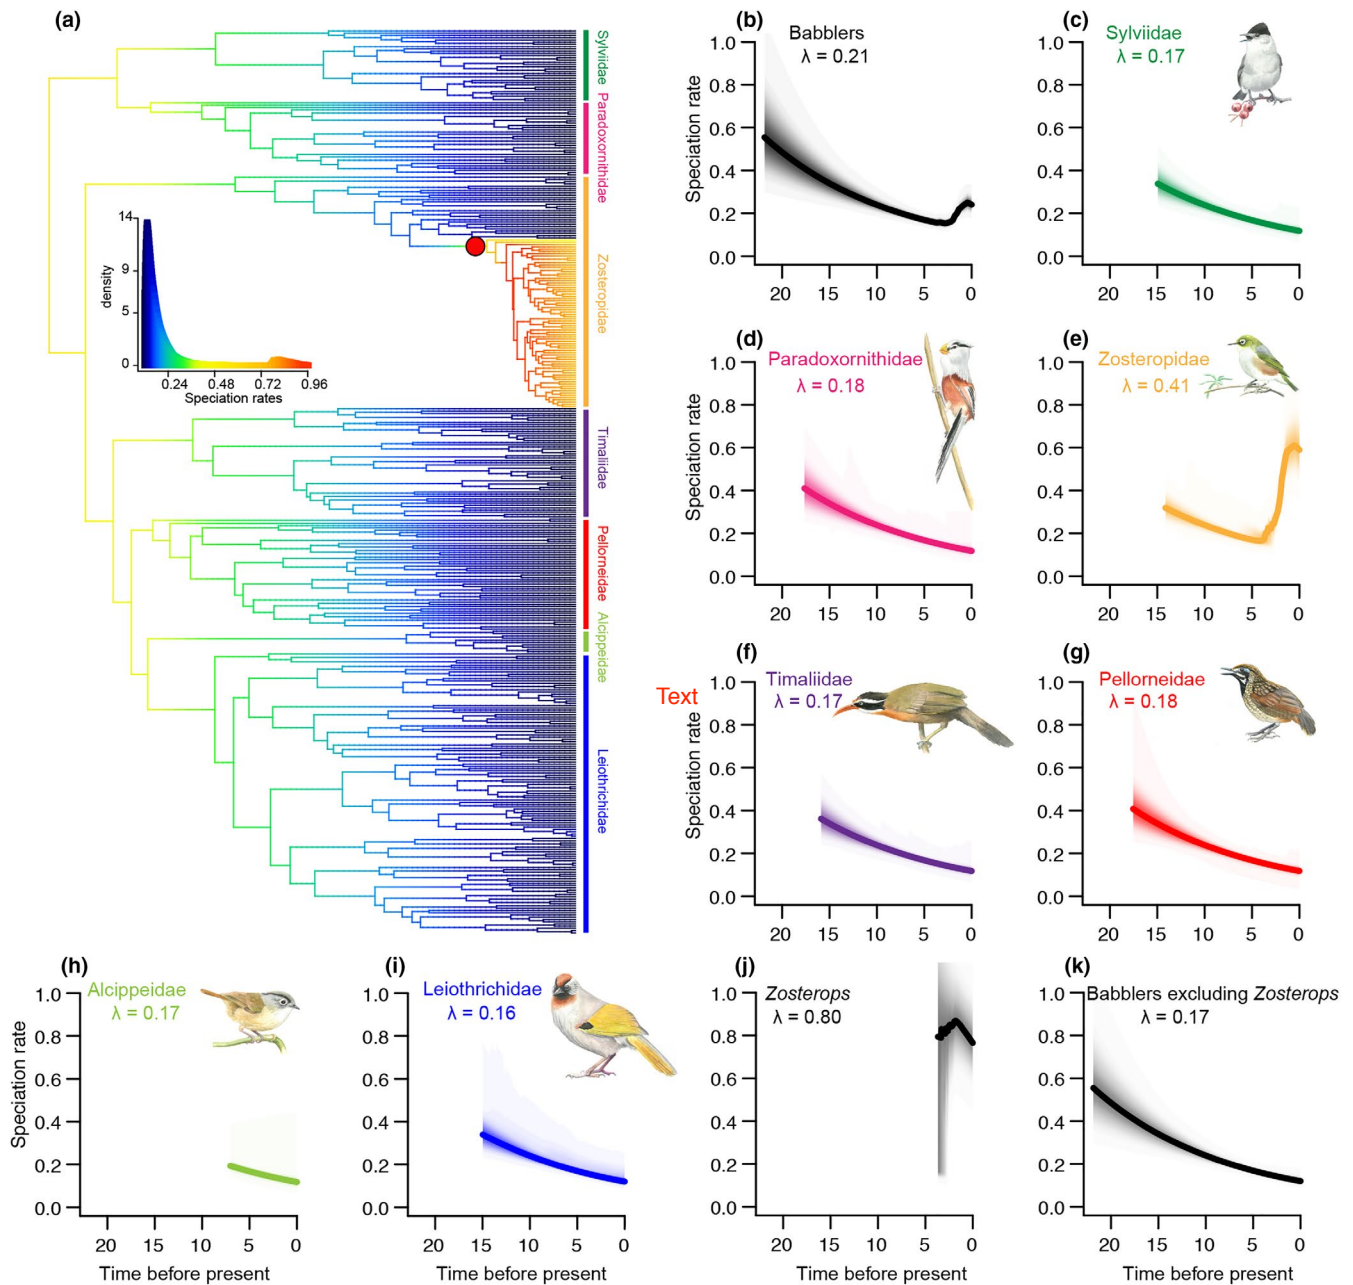 (a)
Sylviidae
Paradoxornithidae
Zosteropidae
Timaliidae
Pellorneidae
Alcippeidae
Leiothrichidae
14
9
5
0
density
0.24 0.48 0.72 0.96
Speciation rates
(b)
Babblers
λ = 0.21
1.0
0.8
0.6
0.4
0.2
0.0
Speciation rate
20 15 10 5 0
(c)
Sylviidae
λ = 0.17
1.0
0.8
0.6
0.4
0.2
0.0
20 15 10 5 0
(d)
Paradoxornithidae
λ = 0.18
1.0
0.8
0.6
0.4
0.2
0.0
Speciation rate
20 15 10 5 0
(e)
Zosteropidae
λ = 0.41
1.0
0.8
0.6
0.4
0.2
0.0
20 15 10 5 0
(f)
Text
Timaliidae
λ = 0.17
1.0
0.8
0.6
0.4
0.2
0.0
Speciation rate
20 15 10 5 0
(g)
Pellorneidae
λ = 0.18
1.0
0.8
0.6
0.4
0.2
0.0
20 15 10 5 0
(h)
Alcippeidae
λ = 0.17
1.0
0.8
0.6
0.4
0.2
0.0
Speciation rate
20 15 10 5 0
Time before present
(i)
Leiothrichidae
λ = 0.16
1.0
0.8
0.6
0.4
0.2
0.0
20 15 10 5 0
Time before present
(j)
Zosterops
λ = 0.80
1.0
0.8
0.6
0.4
0.2
0.0
20 15 10 5 0
Time before present
(k)
Babblers excluding Zosterops
λ = 0.17
1.0
0.8
0.6
0.4
0.2
0.0
20 15 10 5 0
Time before present